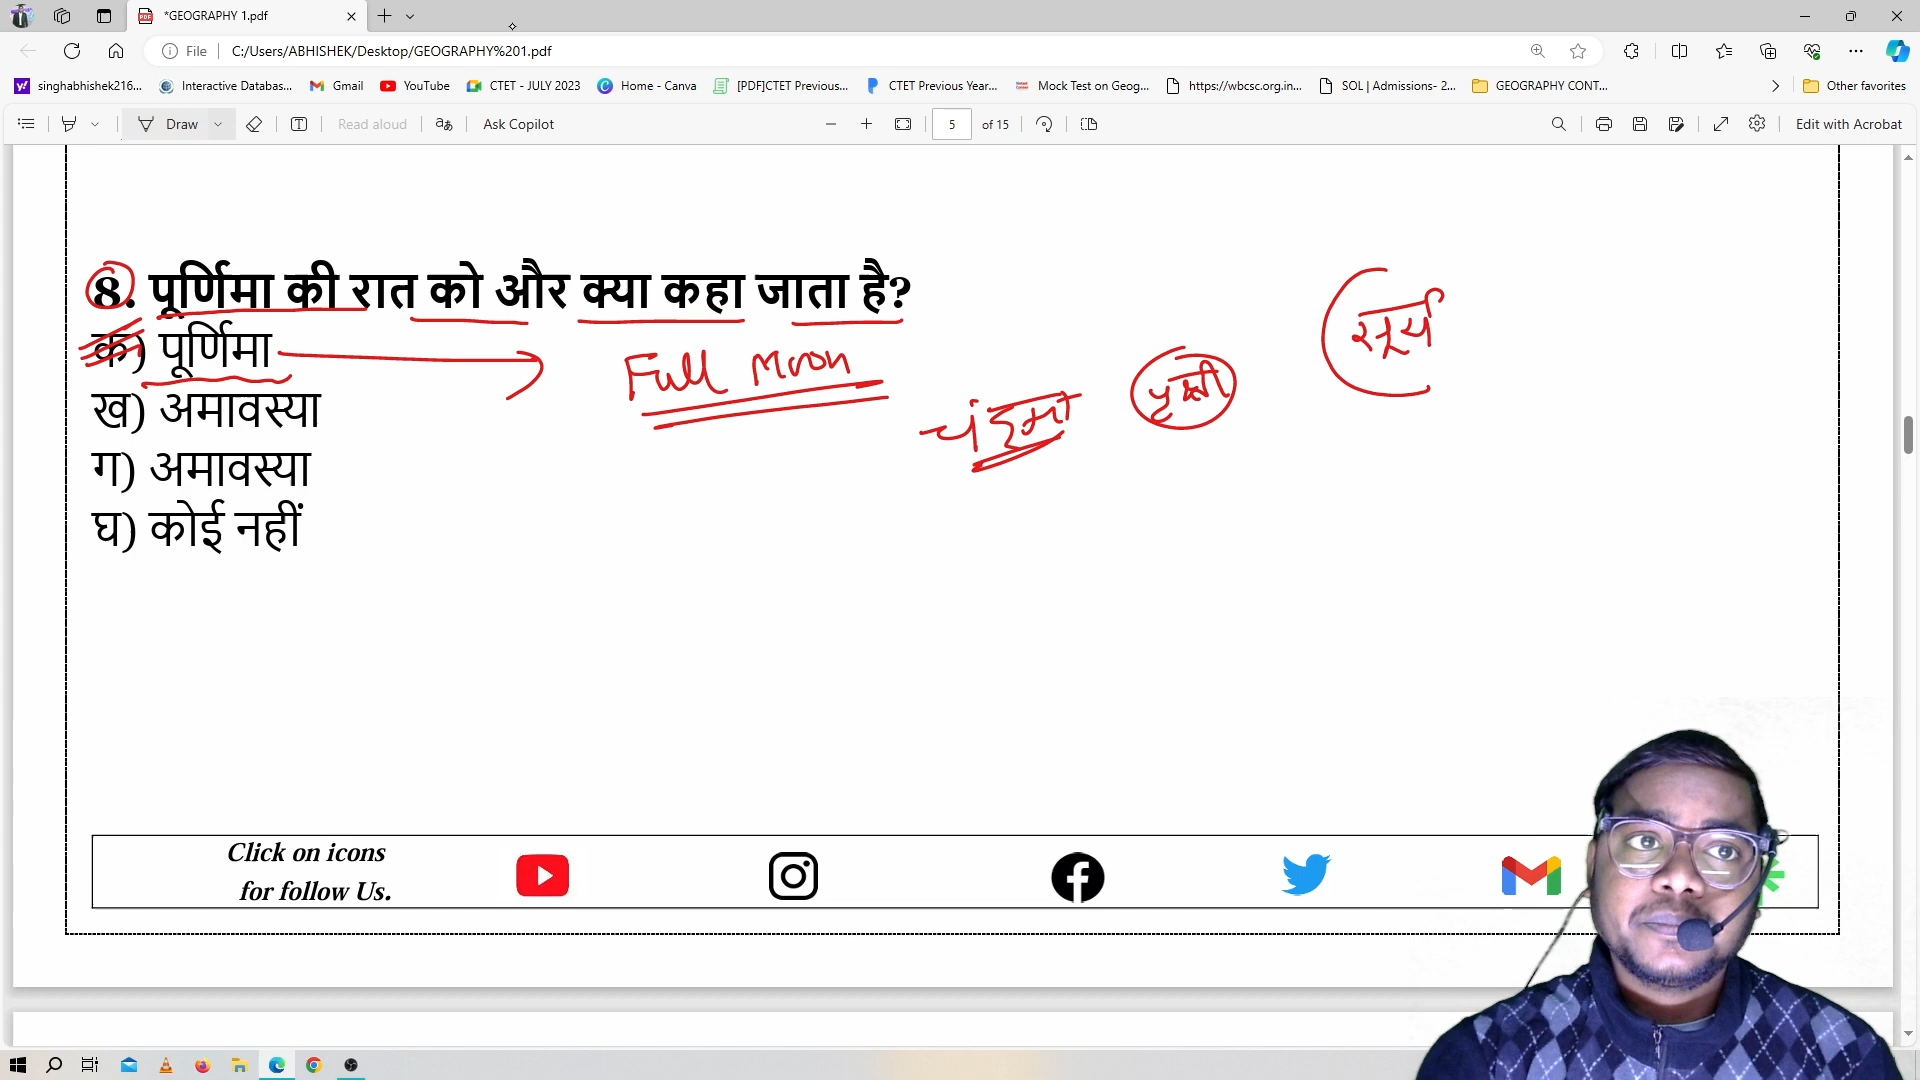 *GEOGRAPHY 1.pdf
File C:/Users/ABHISHEK/Desktop/GEOGRAPHY%201.pdf
singhabhishek216... Interactive Databas... Gmail YouTube CTET - JULY 2023 Home - Canva [PDF]CTET Previous... CTET Previous Year... Mock Test on Geog... https://wbcsc.org.in... SOL | Admissions- 2... GEOGRAPHY CONT... Other favorites
Draw Read aloud aあ Ask Copilot 5 of 15 Edit with Acrobat
8. पूर्णिमा की रात को और क्या कहा जाता है?
क) पूर्णिमा
Full Moon
सूर्य
पृथ्वी
चंद्रमा
ख) अमावस्या
ग) अमावस्या
घ) कोई नहीं
Click on icons
for follow Us.